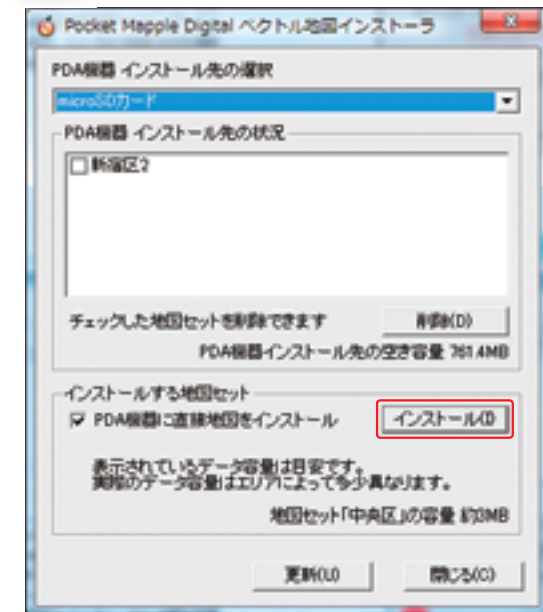 Pocket Mapple Digital ベクトル地図インストーラ
PDA機器 インストール先の選択
microSDカード
PDA機器 インストール先の状況
新宿区2
チェックした地図セットを削除できます
削除(D)
PDA機器インストール先の空き容量 761.4MB
インストールする地図セット
PDA機器に直接地図をインストール
インストール(I)
表示されているデータ容量は目安です。
実際のデータ容量はエリアによって多少異なります。
地図セット「中央区」の容量 約3MB
更新(U)
閉じる(C)